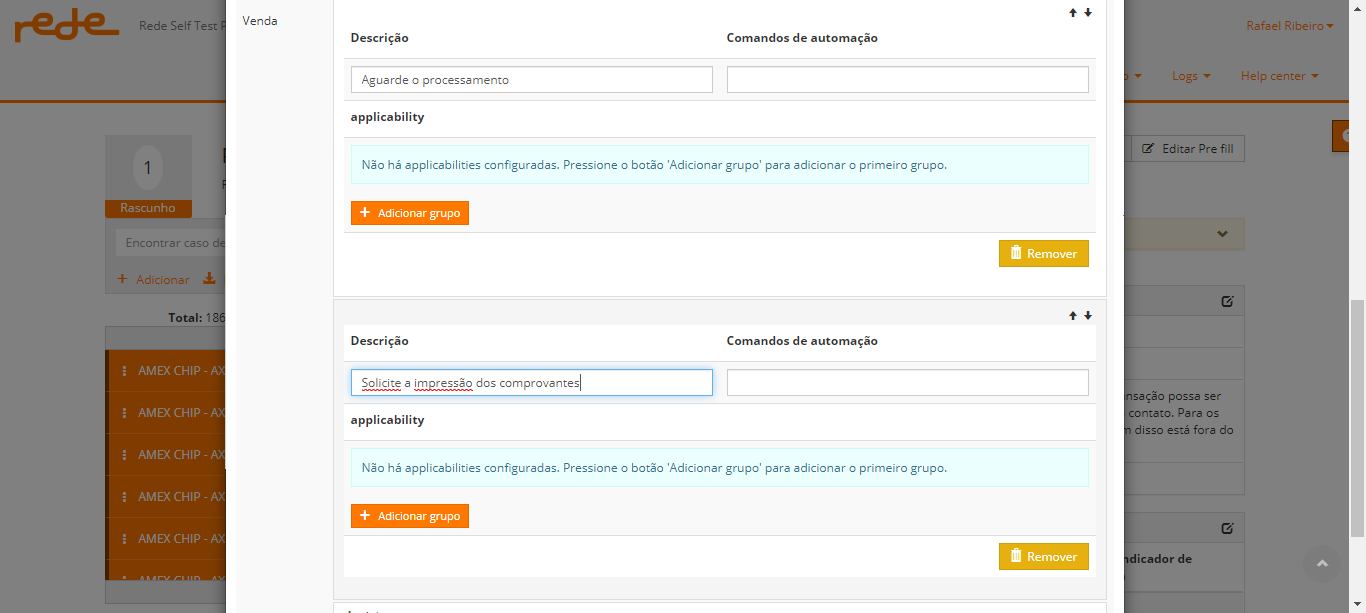 rede
Rede Self Test
Rafael Ribeiro
Logs
Help center
Venda
Descrição
Comandos de automação
Aguarde o processamento
applicability
Não há applicabilities configuradas. Pressione o botão 'Adicionar grupo' para adicionar o primeiro grupo.
+ Adicionar grupo
Remover
Descrição
Comandos de automação
Solicite a impressão dos comprovantes
applicability
Não há applicabilities configuradas. Pressione o botão 'Adicionar grupo' para adicionar o primeiro grupo.
+ Adicionar grupo
Remover
1
Rascunho
Encontrar caso de
+ Adicionar
Total: 186
AMEX CHIP - AX
AMEX CHIP - AX
AMEX CHIP - AX
AMEX CHIP - AX
AMEX CHIP - AX
AMEX CHIP - AX
Editar Pre fill
possa ser
contato. Para os
disso está fora do
de